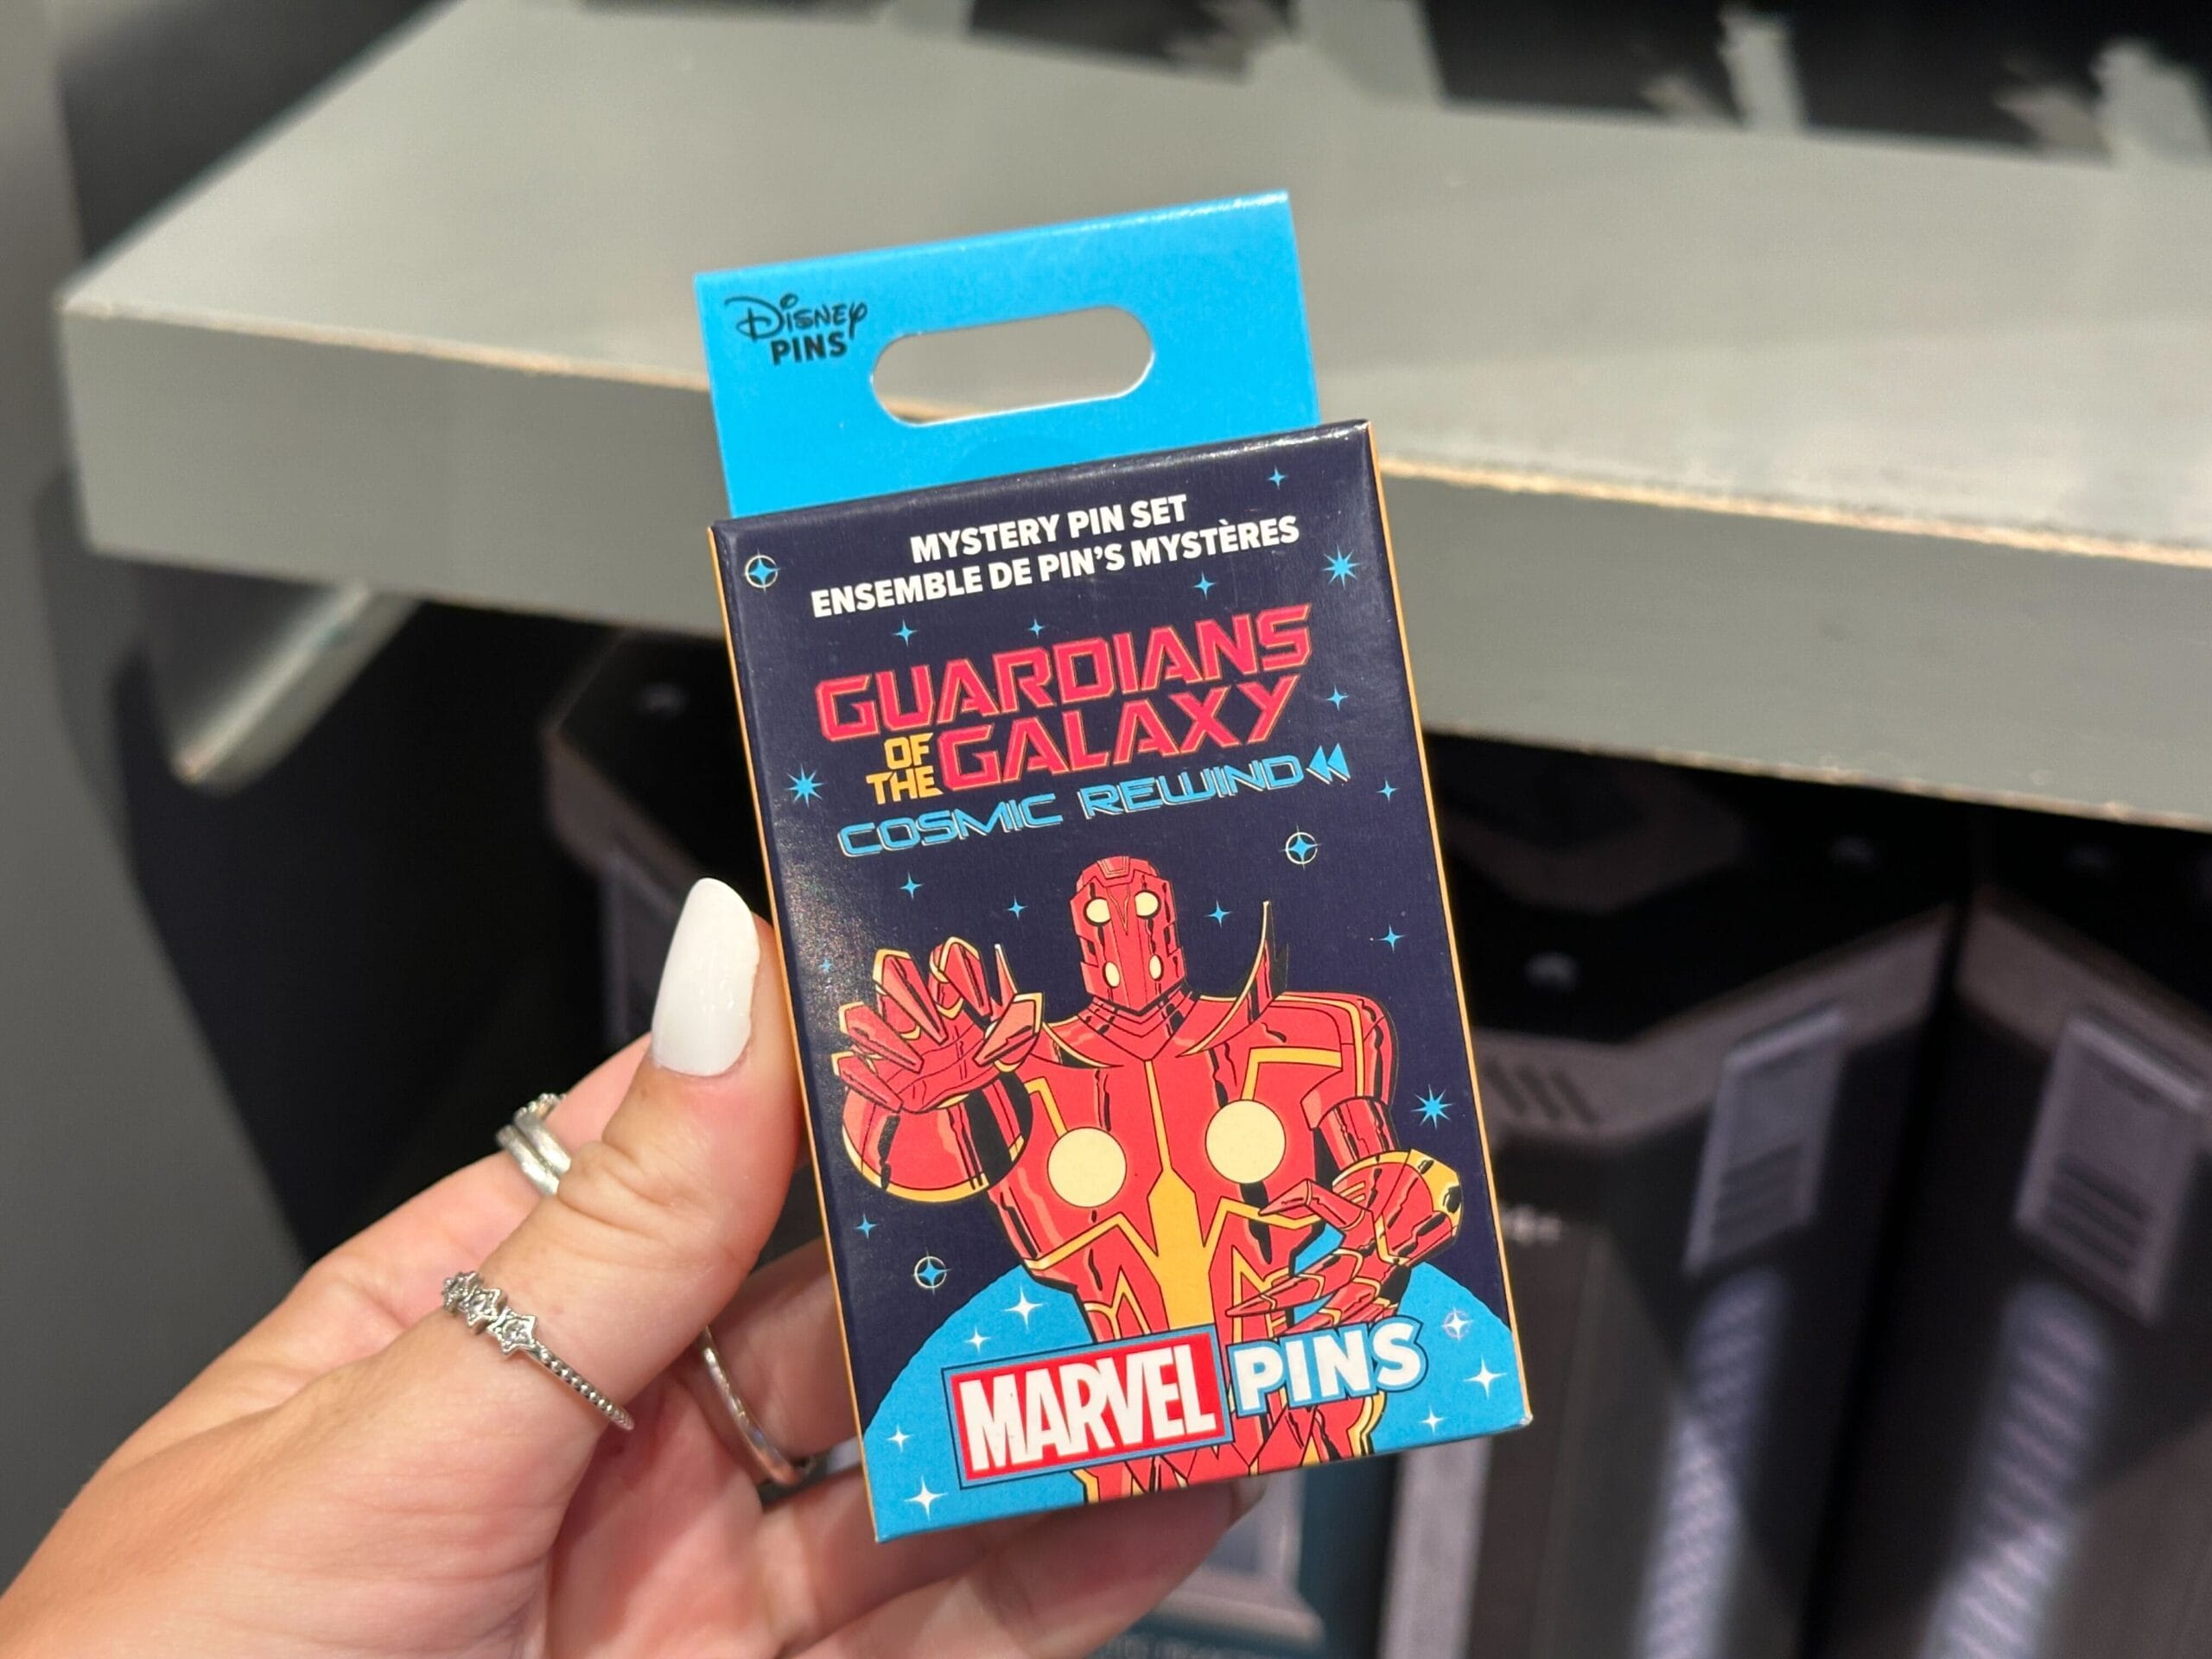 Disney
PINS
MYSTERY PIN SET
ENSEMBLE DE PIN'S MYSTÈRES
GUARDIANS
OF THE GALAXY
COSMIC REWIND
MARVEL PINS